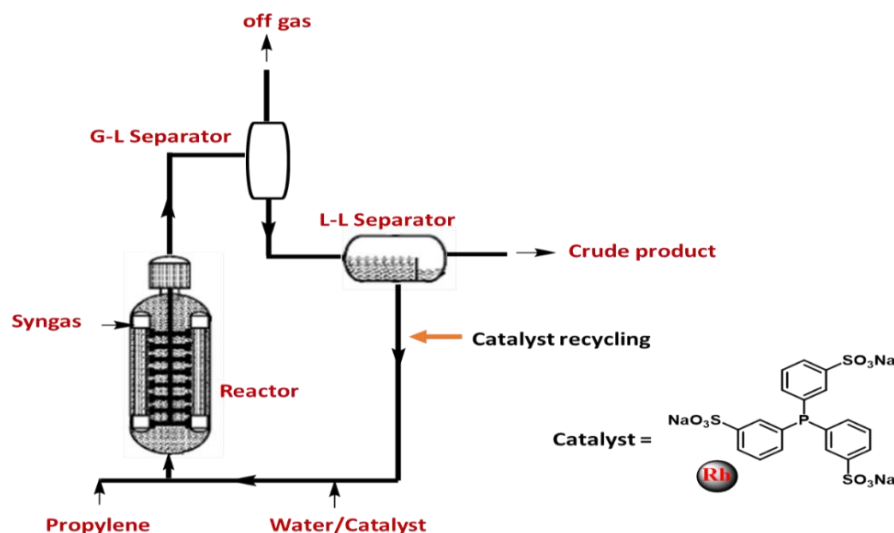 off gas
G-L Separator
L-L Separator
Crude product
Syngas
Catalyst recycling
Reactor
SO3Na
NaO3S
P
Catalyst =
Rh
SO3Na
Propylene
Water/Catalyst